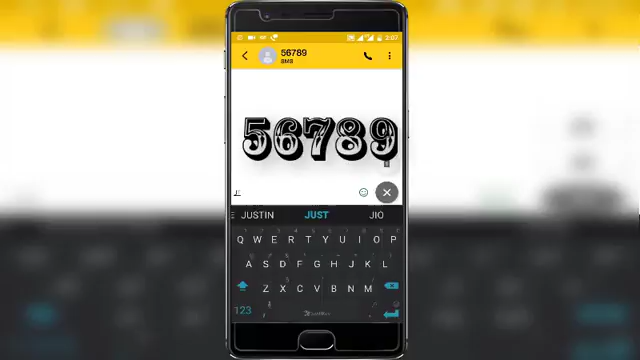 2:07
56789
SMS
56789
JUSTIN JUST JIO
Q W E R T Y U I O P
A S D F G H J K L
Z X C V B N M
123